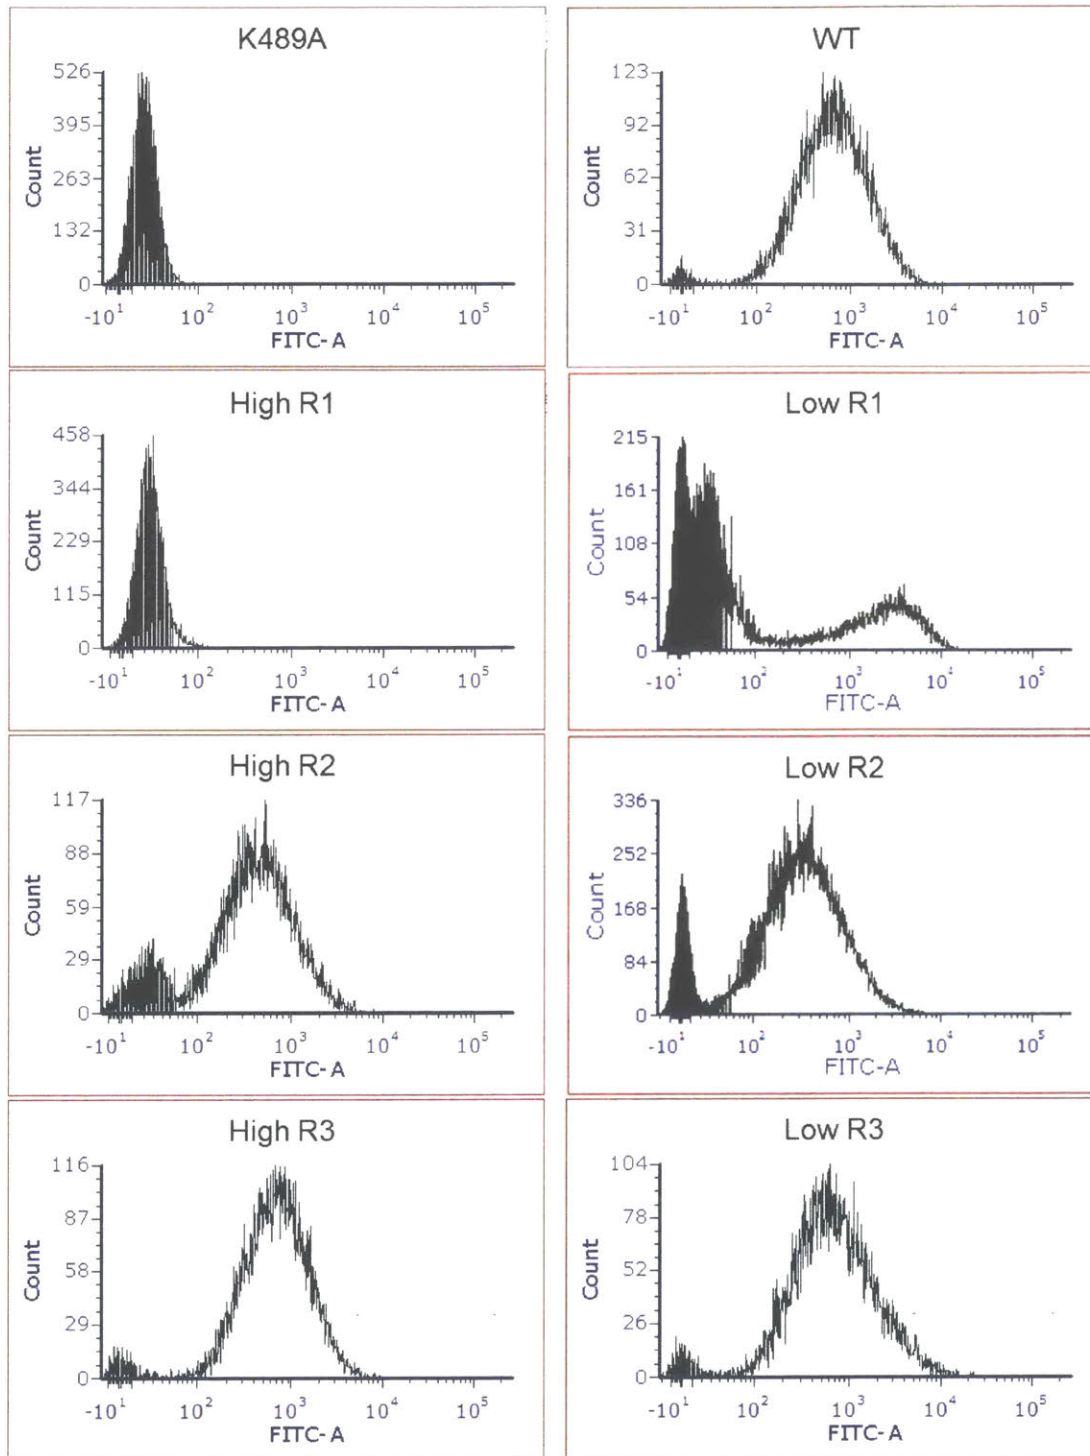 K489A
526
395
263
132
0
Count
-10¹ 10² 10³ 10⁴ 10⁵
FITC-A
WT
123
92
62
31
0
Count
-10¹ 10² 10³ 10⁴ 10⁵
FITC-A
High R1
458
344
229
115
0
Count
-10¹ 10² 10³ 10⁴ 10⁵
FITC-A
Low R1
215
161
108
54
0
Count
-10¹ 10² 10³ 10⁴ 10⁵
FITC-A
High R2
117
88
59
29
0
Count
-10¹ 10² 10³ 10⁴ 10⁵
FITC-A
Low R2
336
252
168
84
0
Count
-10¹ 10² 10³ 10⁴ 10⁵
FITC-A
High R3
116
87
58
29
0
Count
-10¹ 10² 10³ 10⁴ 10⁵
FITC-A
Low R3
104
78
52
26
0
Count
-10¹ 10² 10³ 10⁴ 10⁵
FITC-A